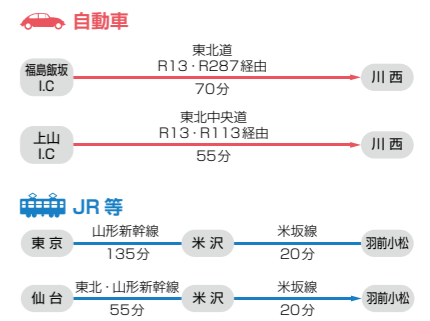 自動車
福島飯坂
I.C
東北道
R13・R287経由
70分
川西
上山
I.C
東北中央道
R13・R113経由
55分
川西
JR等
東京
山形新幹線
135分
米沢
米坂線
20分
羽前小松
仙台
東北・山形新幹線
55分
米沢
米坂線
20分
羽前小松